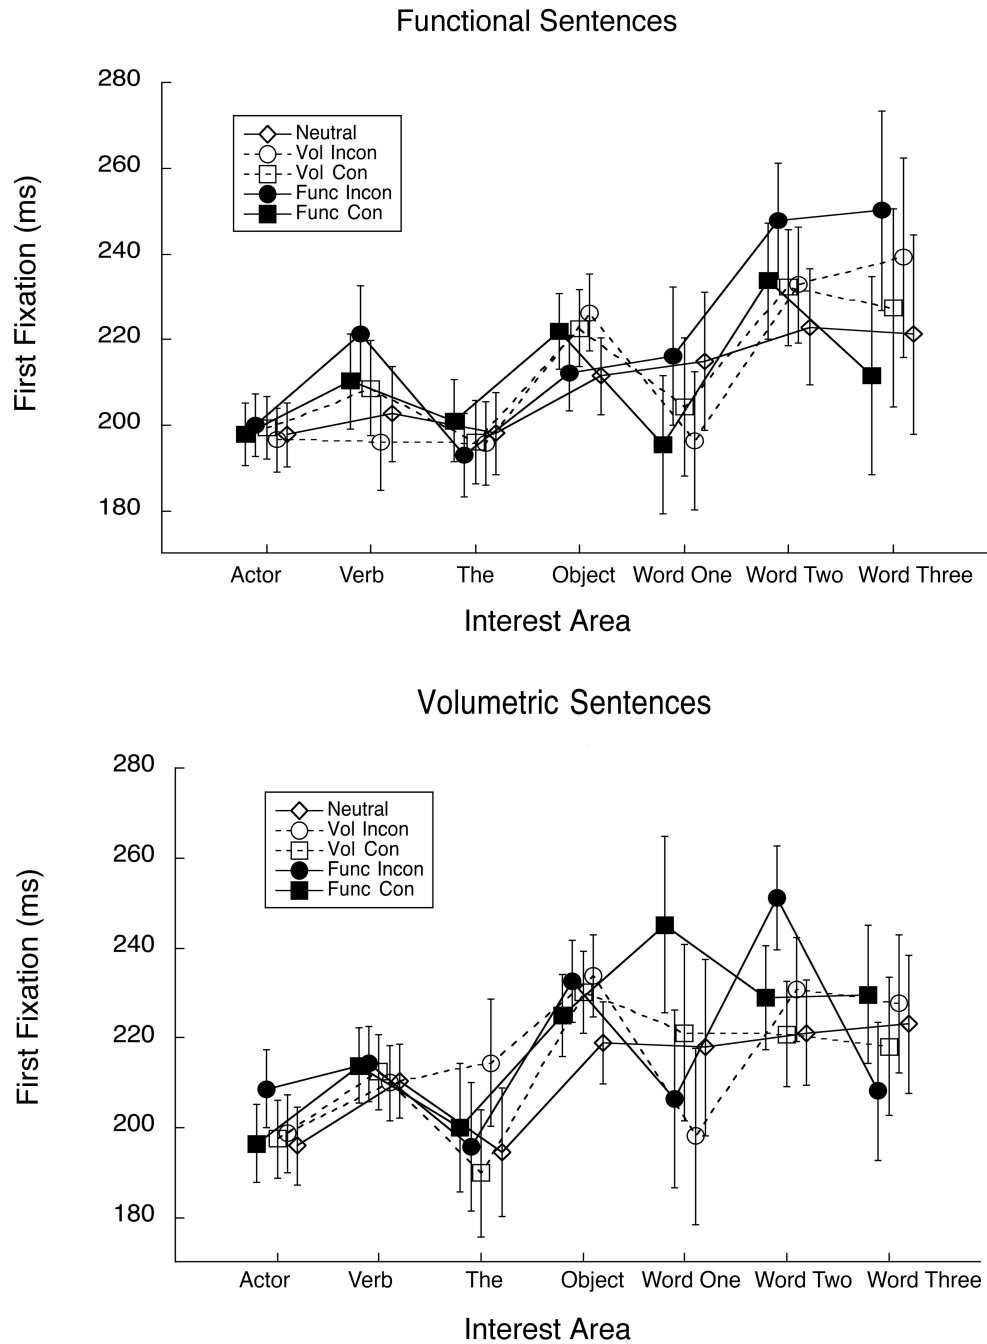 Functional Sentences
280
260
240
220
200
180
First Fixation (ms)
Neutral
Vol Incon
Vol Con
Func Incon
Func Con
Actor Verb The Object Word One Word Two Word Three
Interest Area
Volumetric Sentences
280
260
240
220
200
180
First Fixation (ms)
Neutral
Vol Incon
Vol Con
Func Incon
Func Con
Actor Verb The Object Word One Word Two Word Three
Interest Area